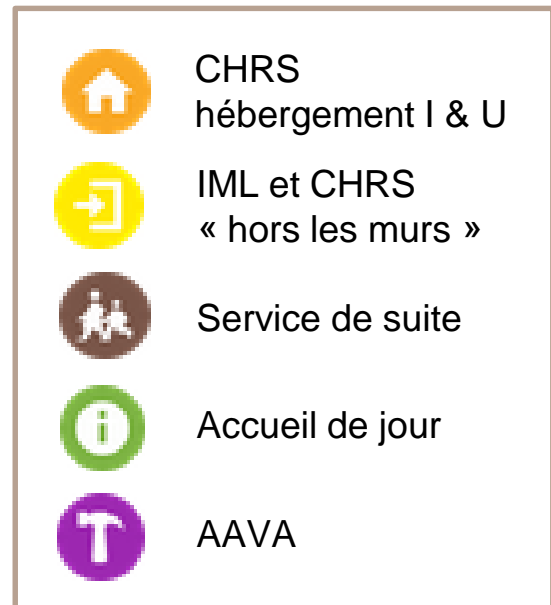 CHRS
hébergement I & U
IML et CHRS
« hors les murs »
Service de suite
Accueil de jour
AAVA